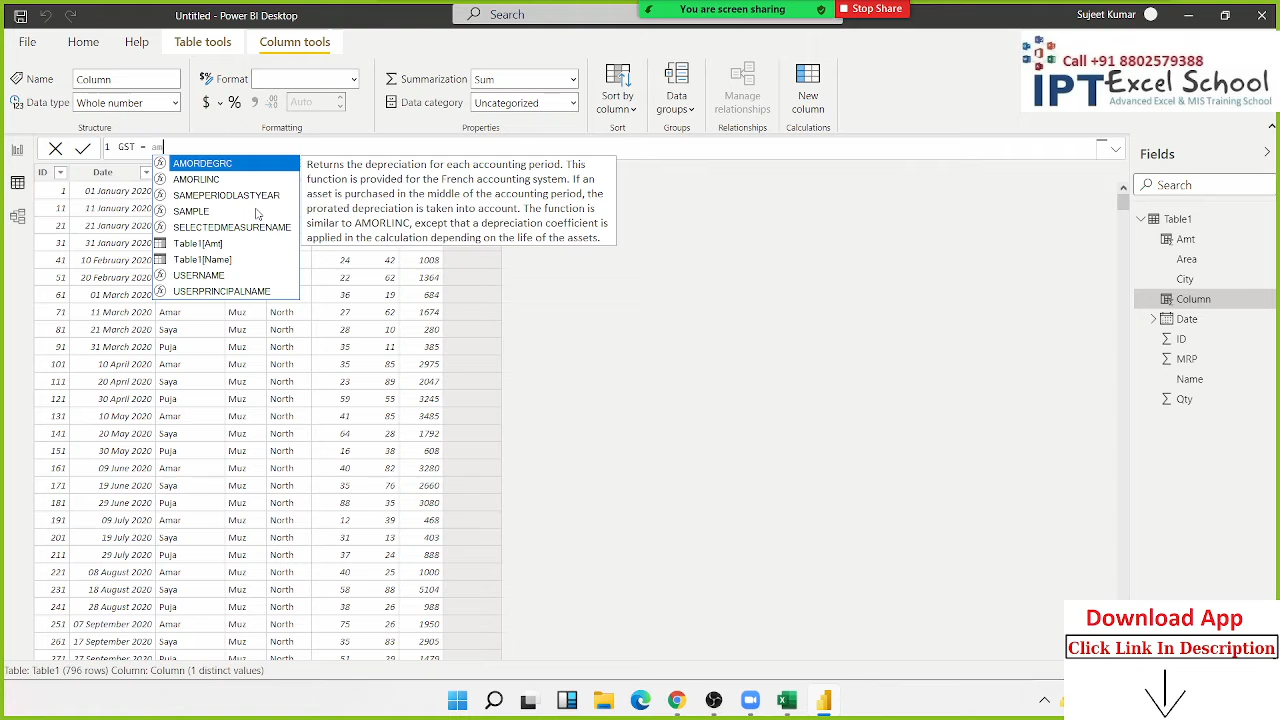 Untitled - Power BI Desktop
Search
You are screen sharing
Stop Share
Sujeet Kumar
File
Home
Help
Table tools
Column tools
Name
Column
Data type
Whole number
Structure
Format
$
%
Auto
Formatting
Summarization
Sum
Data category
Uncategorized
Properties
Sort by
column
Sort
Data
groups
Groups
Manage
relationships
Relationships
New
column
Calculations
Call +91 8802579388
IPT Excel School
Advanced Excel & MIS Training School
1 GST = am
AMORDEGRC
AMORLINC
SAMEPERIODLASTYEAR
SAMPLE
SELECTEDMEASURENAME
Table1[Amt]
Table1[Name]
USERNAME
USERPRINCIPALNAME
Returns the depreciation for each accounting period. This
function is provided for the French accounting system. If an
asset is purchased in the middle of the accounting period, the
prorated depreciation is taken into account. The function is
similar to AMORLINC, except that a depreciation coefficient is
applied in the calculation depending on the life of the assets.
ID Date
1 01 January 2020
11 11 January 2020
21 21 January 2020
31 31 January 2020
41 10 February 2020 24 42 1008
51 20 February 2020 22 62 1364
61 01 March 2020 36 19 684
71 11 March 2020 Amar Muz North 27 62 1674
81 21 March 2020 Saya Muz North 28 10 280
91 31 March 2020 Puja Muz North 35 11 385
101 10 April 2020 Amar Muz North 35 85 2975
111 20 April 2020 Saya Muz North 23 89 2047
121 30 April 2020 Puja Muz North 59 55 3245
131 10 May 2020 Amar Muz North 41 85 3485
141 20 May 2020 Saya Muz North 64 28 1792
151 30 May 2020 Puja Muz North 16 38 608
161 09 June 2020 Amar Muz North 40 82 3280
171 19 June 2020 Saya Muz North 35 76 2660
181 29 June 2020 Puja Muz North 88 35 3080
191 09 July 2020 Amar Muz North 12 39 468
201 19 July 2020 Saya Muz North 31 13 403
211 29 July 2020 Puja Muz North 37 24 888
221 08 August 2020 Amar Muz North 40 25 1000
231 18 August 2020 Saya Muz North 58 88 5104
241 28 August 2020 Puja Muz North 38 26 988
251 07 September 2020 Amar Muz North 75 26 1950
261 17 September 2020 Saya Muz North 35 83 2905
271 27 September 2020 Puja Muz North 51 29 1479
Table: Table1 (796 rows) Column: Column (1 distinct values)
Fields
Search
Table1
Amt
Area
City
Column
Date
ID
MRP
Name
Qty
Download App
Click Link In Description